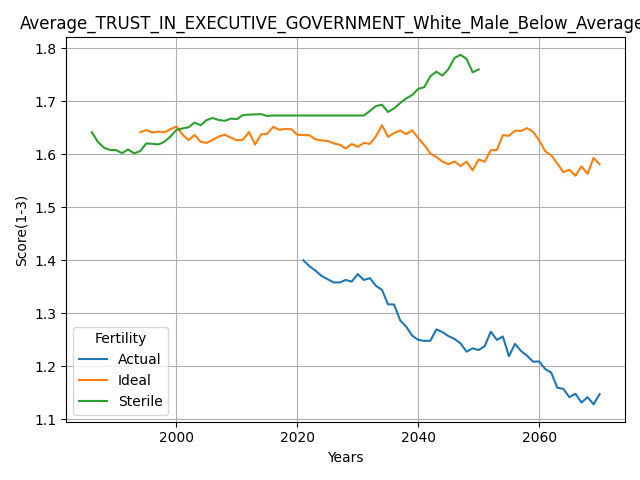 Average_TRUST_IN_EXECUTIVE_GOVERNMENT_White_Male_Below_Average
1.8
1.7
1.6
1.5
1.4
1.3
1.2
1.1
Score(1-3)
Fertility
Actual
Ideal
Sterile
2000 2020 2040 2060
Years